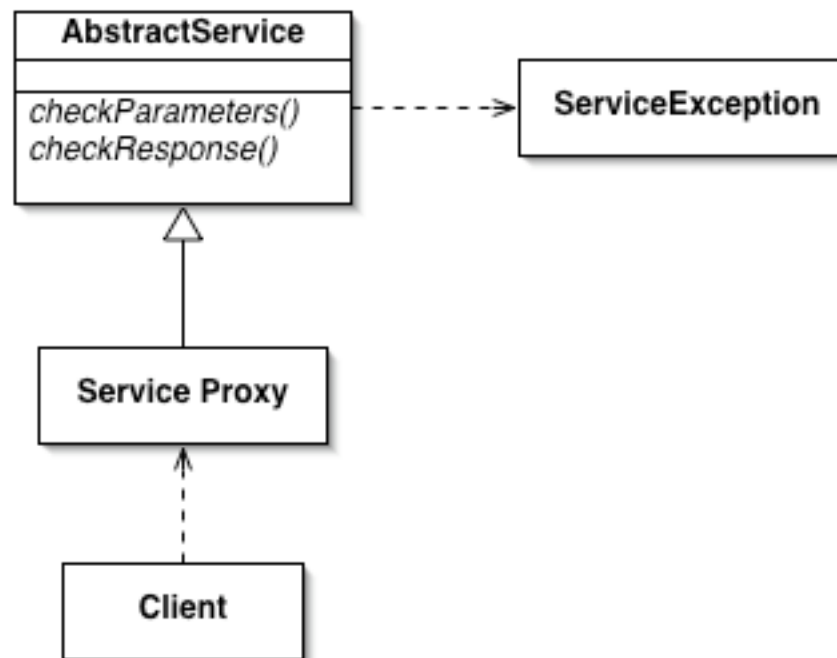 AbstractService
checkParameters()
checkResponse()
ServiceException
Service Proxy
Client